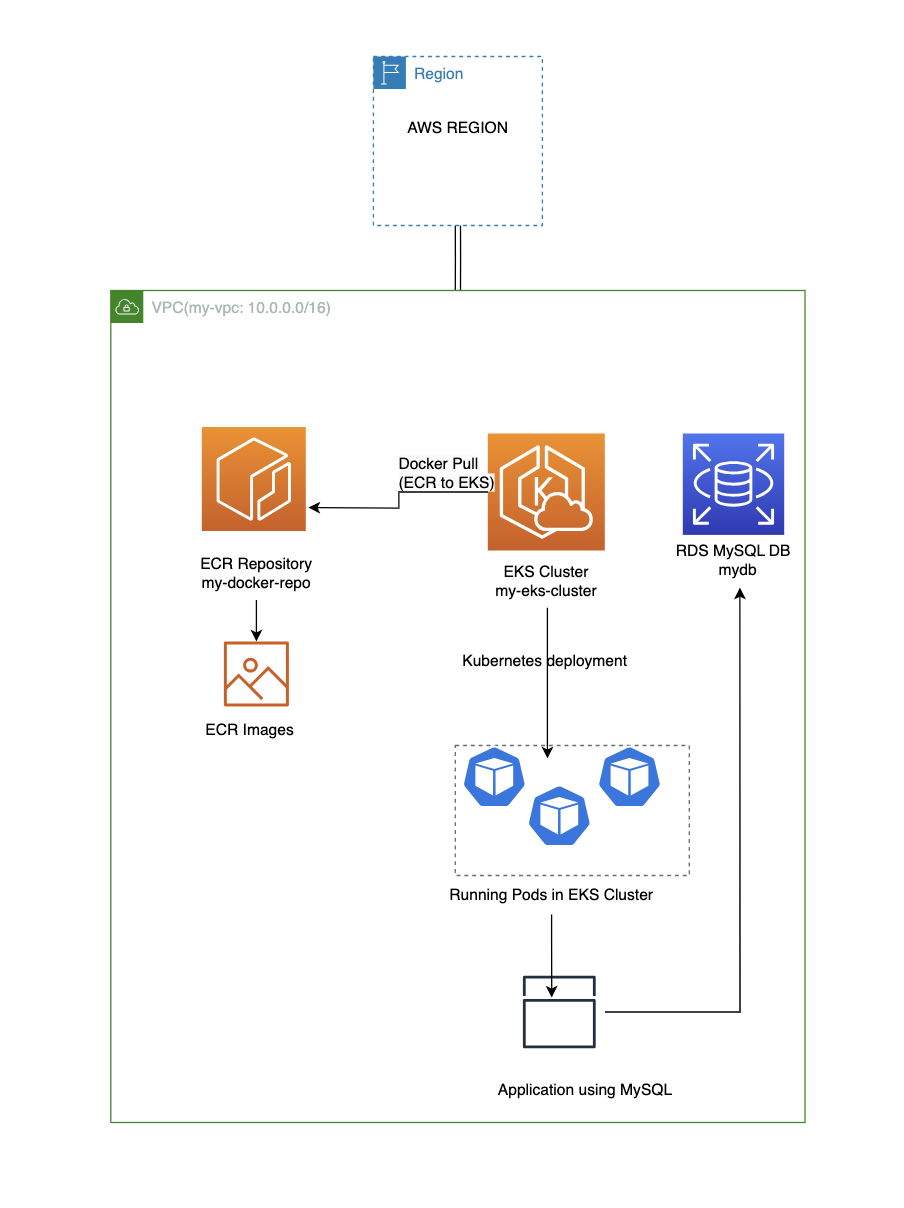 Region
AWS REGION
VPC(my-vpc: 10.0.0.0/16)
Docker Pull
(ECR to EKS)
ECR Repository
my-docker-repo
EKS Cluster
my-eks-cluster
RDS MySQL DB
mydb
Kubernetes deployment
ECR Images
Running Pods in EKS Cluster
Application using MySQL